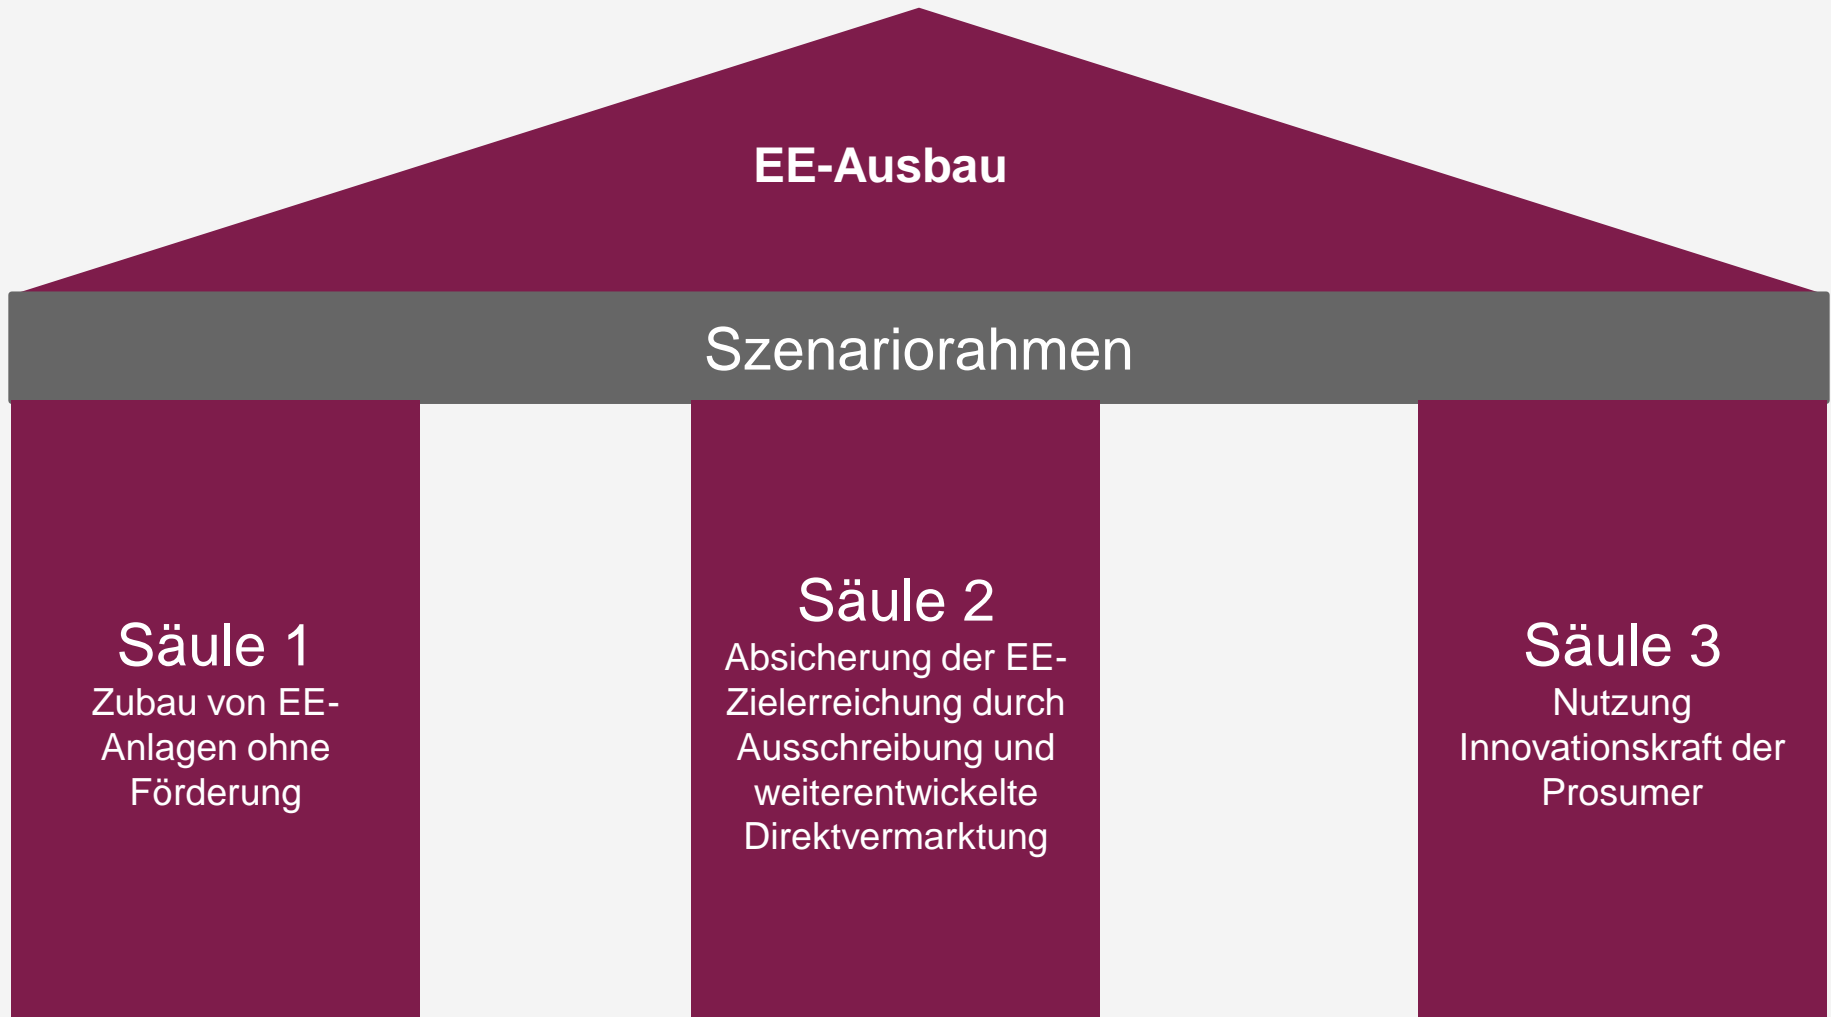 EE-Ausbau
Szenariorahmen
Säule 1
Zubau von EE-
Anlagen ohne
Förderung
Säule 2
Absicherung der EE-
Zielerreichung durch
Ausschreibung und
weiterentwickelte
Direktvermarktung
Säule 3
Nutzung
Innovationskraft der
Prosumer